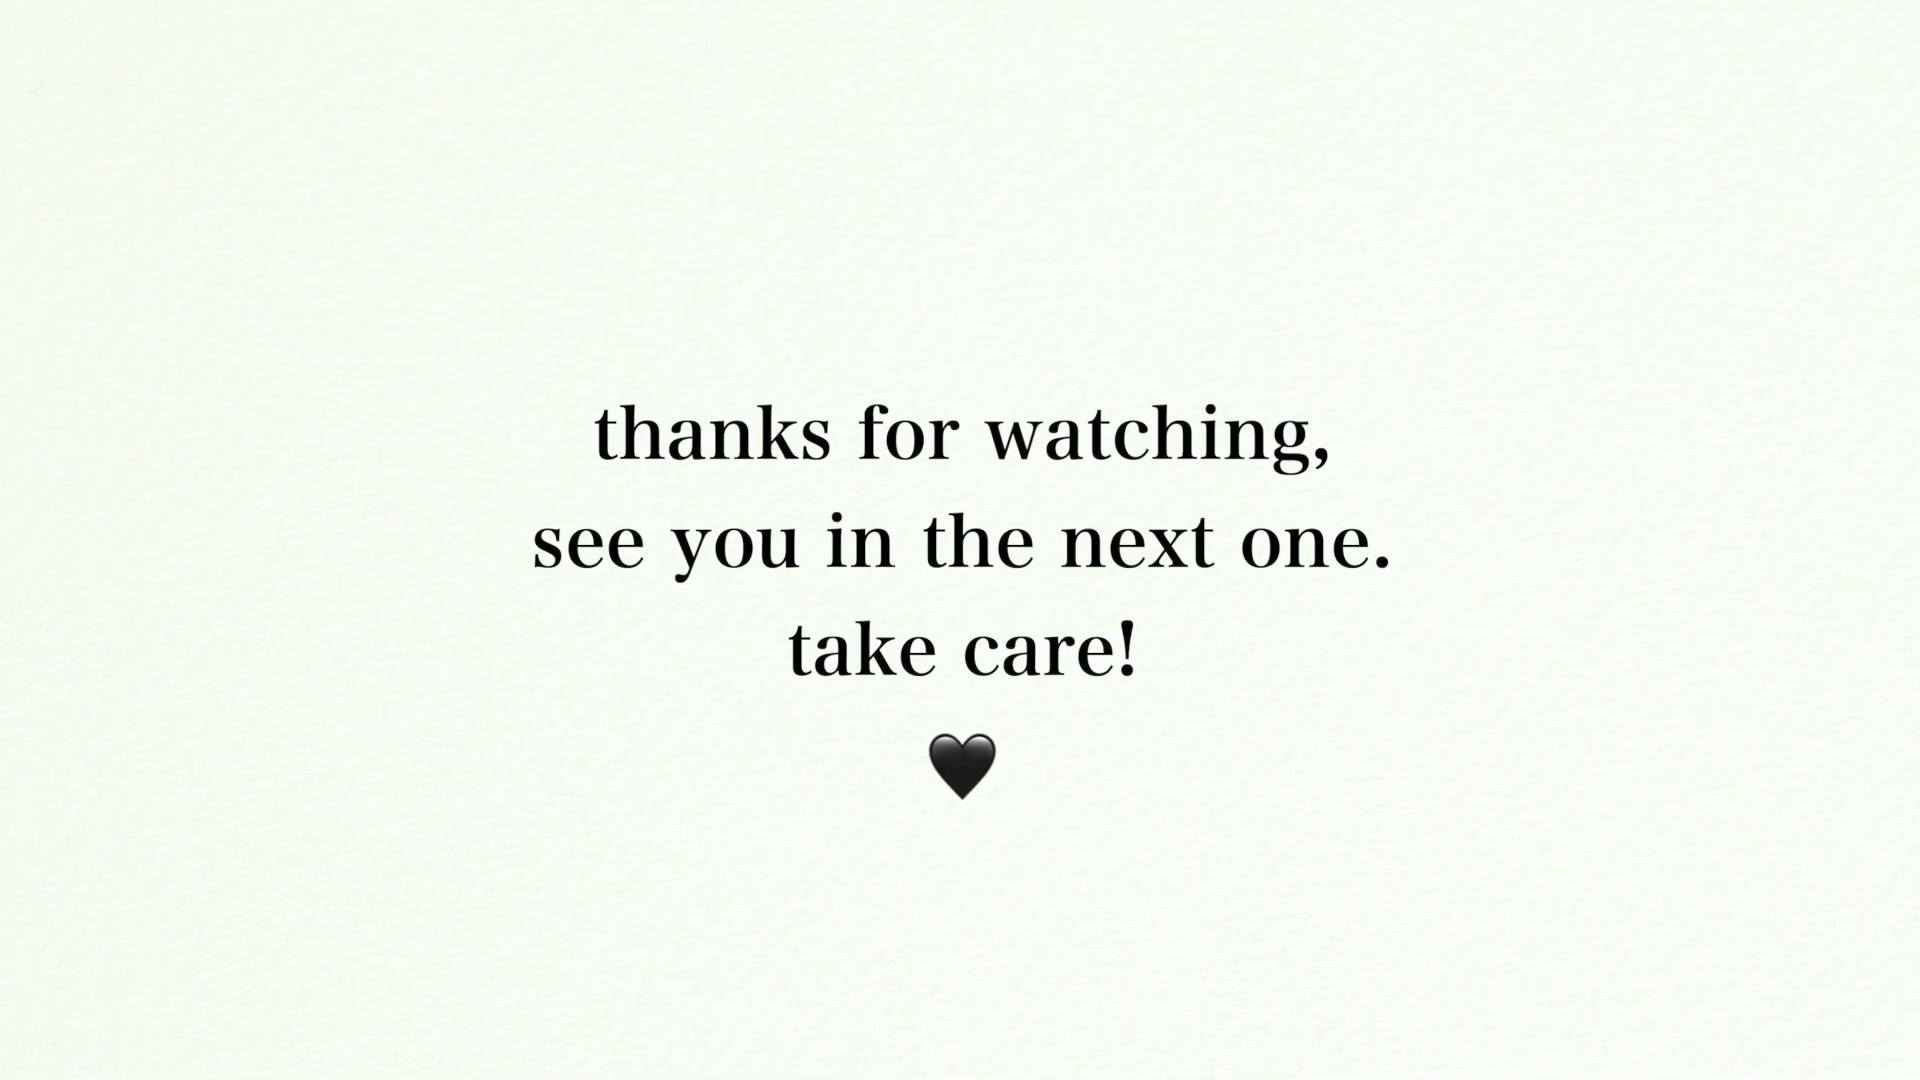 thanks for watching,
see you in the next one.
take care!
🖤